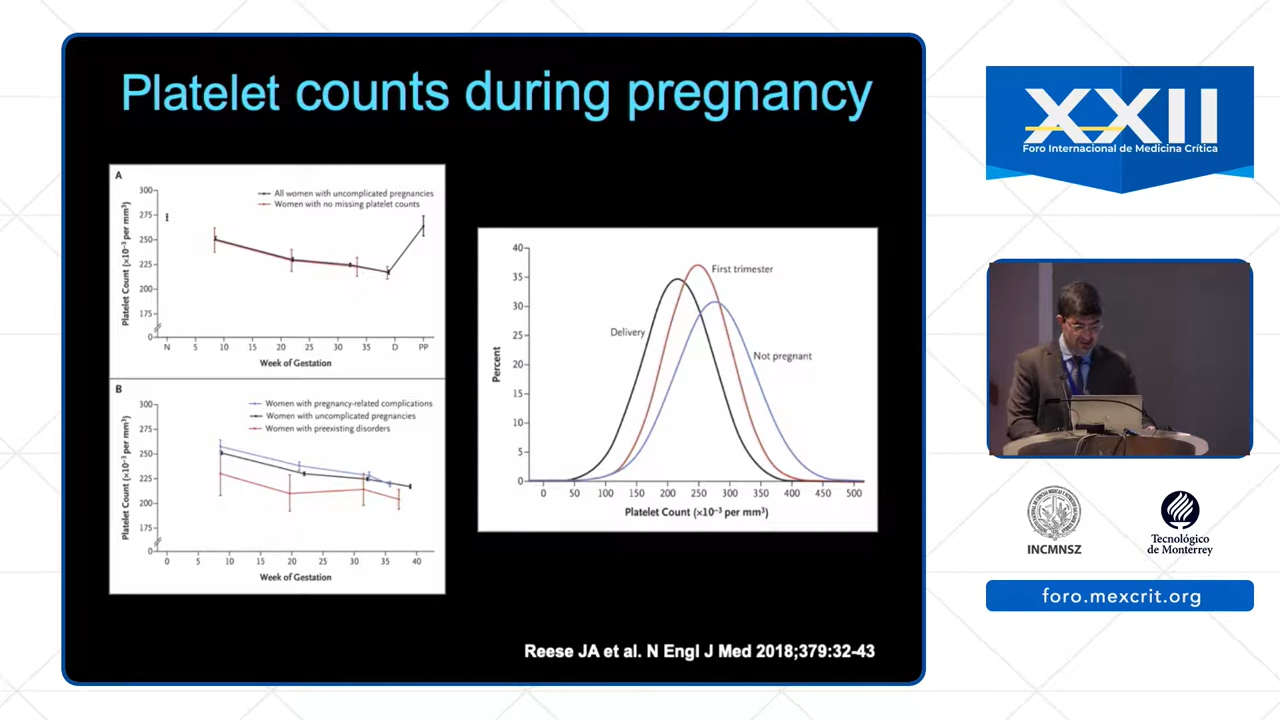 Platelet counts during pregnancy
A
All women with uncomplicated pregnancies
Women with no missing platelet counts
Platelet Count (×10⁻³ per mm³)
300
275
250
225
200
175
0
N 5 10 15 20 25 30 35 D PP
Week of Gestation
B
Women with pregnancy-related complications
Women with uncomplicated pregnancies
Women with preexisting disorders
Platelet Count (×10⁻³ per mm³)
300
275
250
225
200
175
0
0 5 10 15 20 25 30 35 40
Week of Gestation
Percent
40
35
30
25
20
15
10
5
0
First trimester
Delivery
Not pregnant
0 50 100 150 200 250 300 350 400 450 500
Platelet Count (×10⁻³ per mm³)
Reese JA et al. N Engl J Med 2018;379:32-43
XXII
Foro Internacional de Medicina Crítica
INCMNSZ
Tecnológico
de Monterrey
foro.mexcrit.org